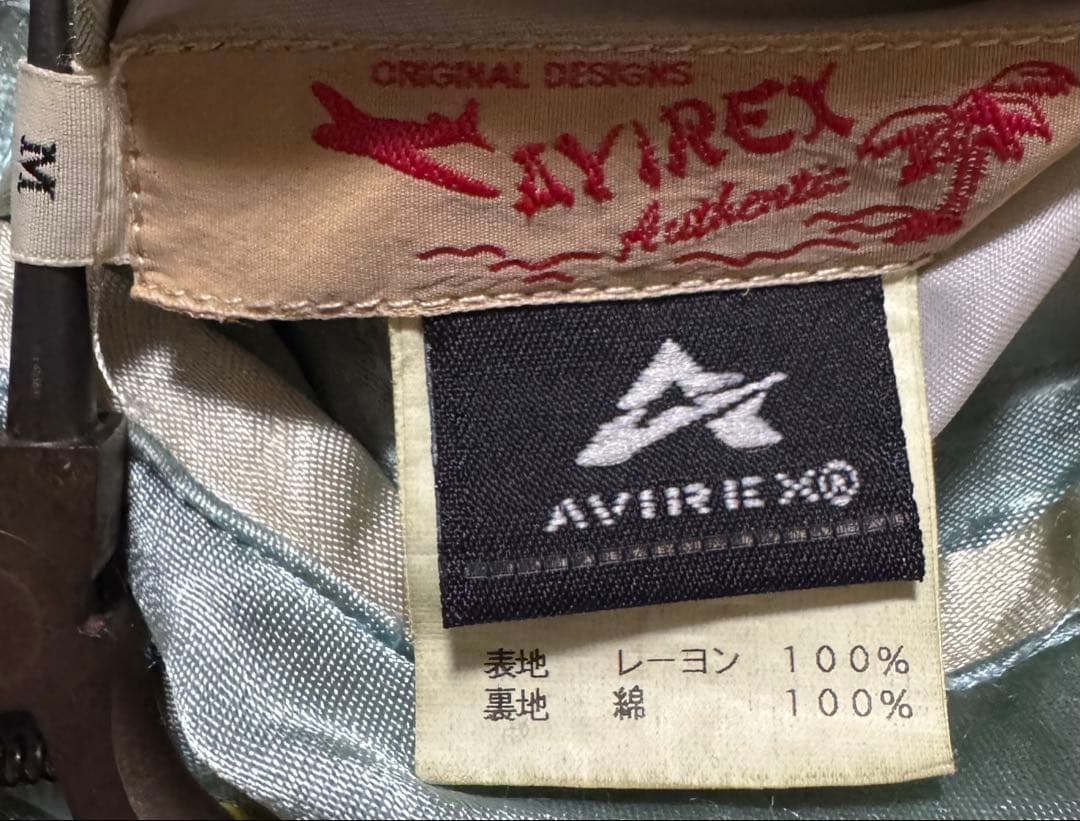 ORIGINAL DESIGNS
AVIREX
Authentic
M
AVIREX®
表地 レーヨン 100%
裏地 綿 100%